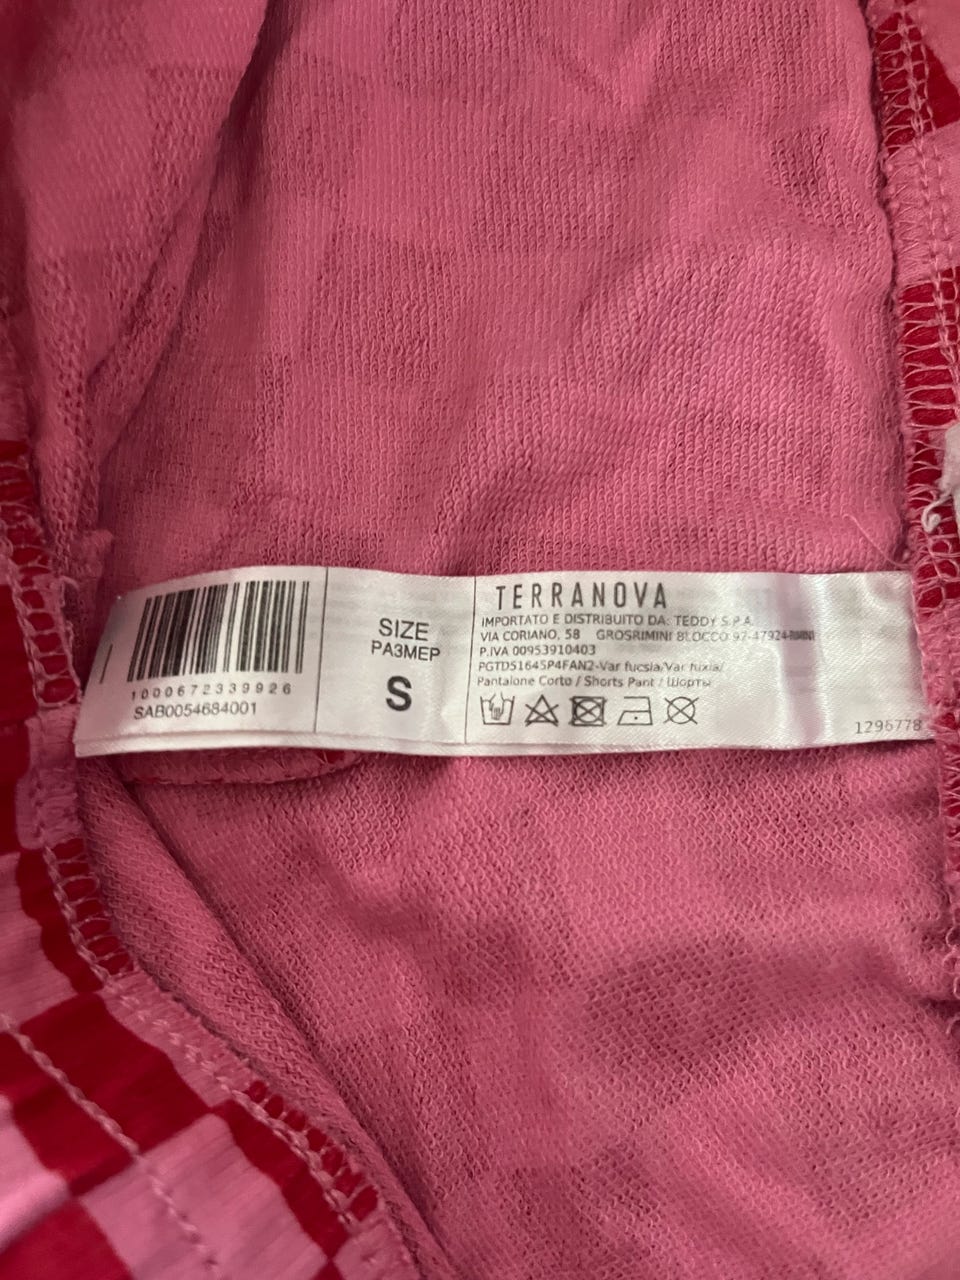 1000672339926
SAB0054684001
SIZE
РАЗМЕР
S
TERRANOVA
IMPORTATO E DISTRIBUITO DA: TEDDY S.P.A.
VIA CORIANO, 58 GROSRIMINI BLOCCO 97-47924-RIMINI
P.IVA 00953910403
PGTD51645P4FAN2-Var fucsia/Var fuxia/
Pantalone Corto / Shorts Pant / Шорты
1296778